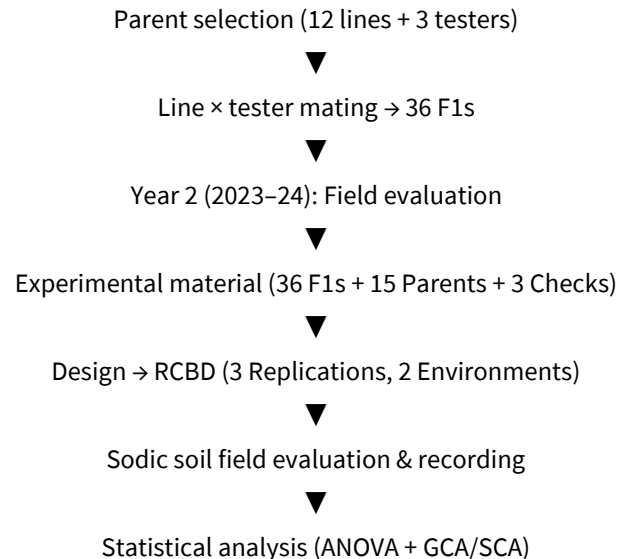 Parent selection (12 lines + 3 testers)
Line × tester mating → 36 F1s
Year 2 (2023–24): Field evaluation
Experimental material (36 F1s + 15 Parents + 3 Checks)
Design → RCBD (3 Replications, 2 Environments)
Sodic soil field evaluation & recording
Statistical analysis (ANOVA + GCA/SCA)